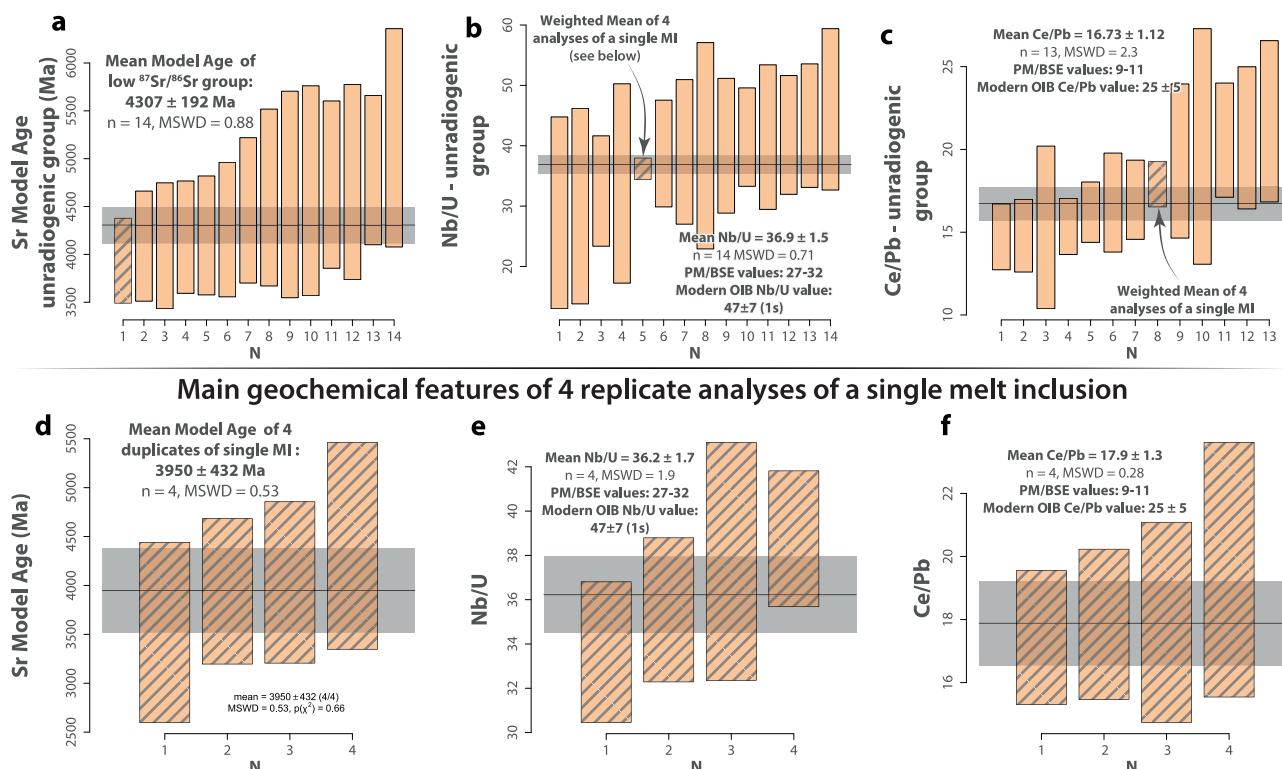 a
Sr Model Age
unradiogenic group (Ma)
Mean Model Age of
low ⁸⁷Sr/⁸⁶Sr group:
4307 ± 192 Ma
n = 14, MSWD = 0.88
6000
5500
5000
4500
4000
3500
1 2 3 4 5 6 7 8 9 10 11 12 13 14
N
b
Nb/U - unradiogenic
group
Weighted Mean of 4
analyses of a single MI
(see below)
60
50
40
30
20
Mean Nb/U = 36.9 ± 1.5
n = 14 MSWD = 0.71
PM/BSE values: 27-32
Modern OIB Nb/U value:
47±7 (1s)
1 2 3 4 5 6 7 8 9 10 11 12 13 14
N
c
Ce/Pb - unradiogenic
group
Mean Ce/Pb = 16.73 ± 1.12
n = 13, MSWD = 2.3
PM/BSE values: 9-11
Modern OIB Ce/Pb value: 25 ± 5
25
20
15
10
Weighted Mean of 4
analyses of a single MI
1 2 3 4 5 6 7 8 9 10 11 12 13
N
Main geochemical features of 4 replicate analyses of a single melt inclusion
d
Sr Model Age (Ma)
Mean Model Age of 4
duplicates of single MI :
3950 ± 432 Ma
n = 4, MSWD = 0.53
5500
5000
4500
4000
3500
3000
2500
mean = 3950 ± 432 (4/4)
MSWD = 0.53, p(χ²) = 0.66
1 2 3 4
N
e
Nb/U
Mean Nb/U = 36.2 ± 1.7
n = 4, MSWD = 1.9
PM/BSE values: 27-32
Modern OIB Nb/U value:
47±7 (1s)
42
40
38
36
34
32
30
1 2 3 4
N
f
Ce/Pb
Mean Ce/Pb = 17.9 ± 1.3
n = 4, MSWD = 0.28
PM/BSE values: 9-11
Modern OIB Ce/Pb value: 25 ± 5
22
20
18
16
1 2 3 4
N